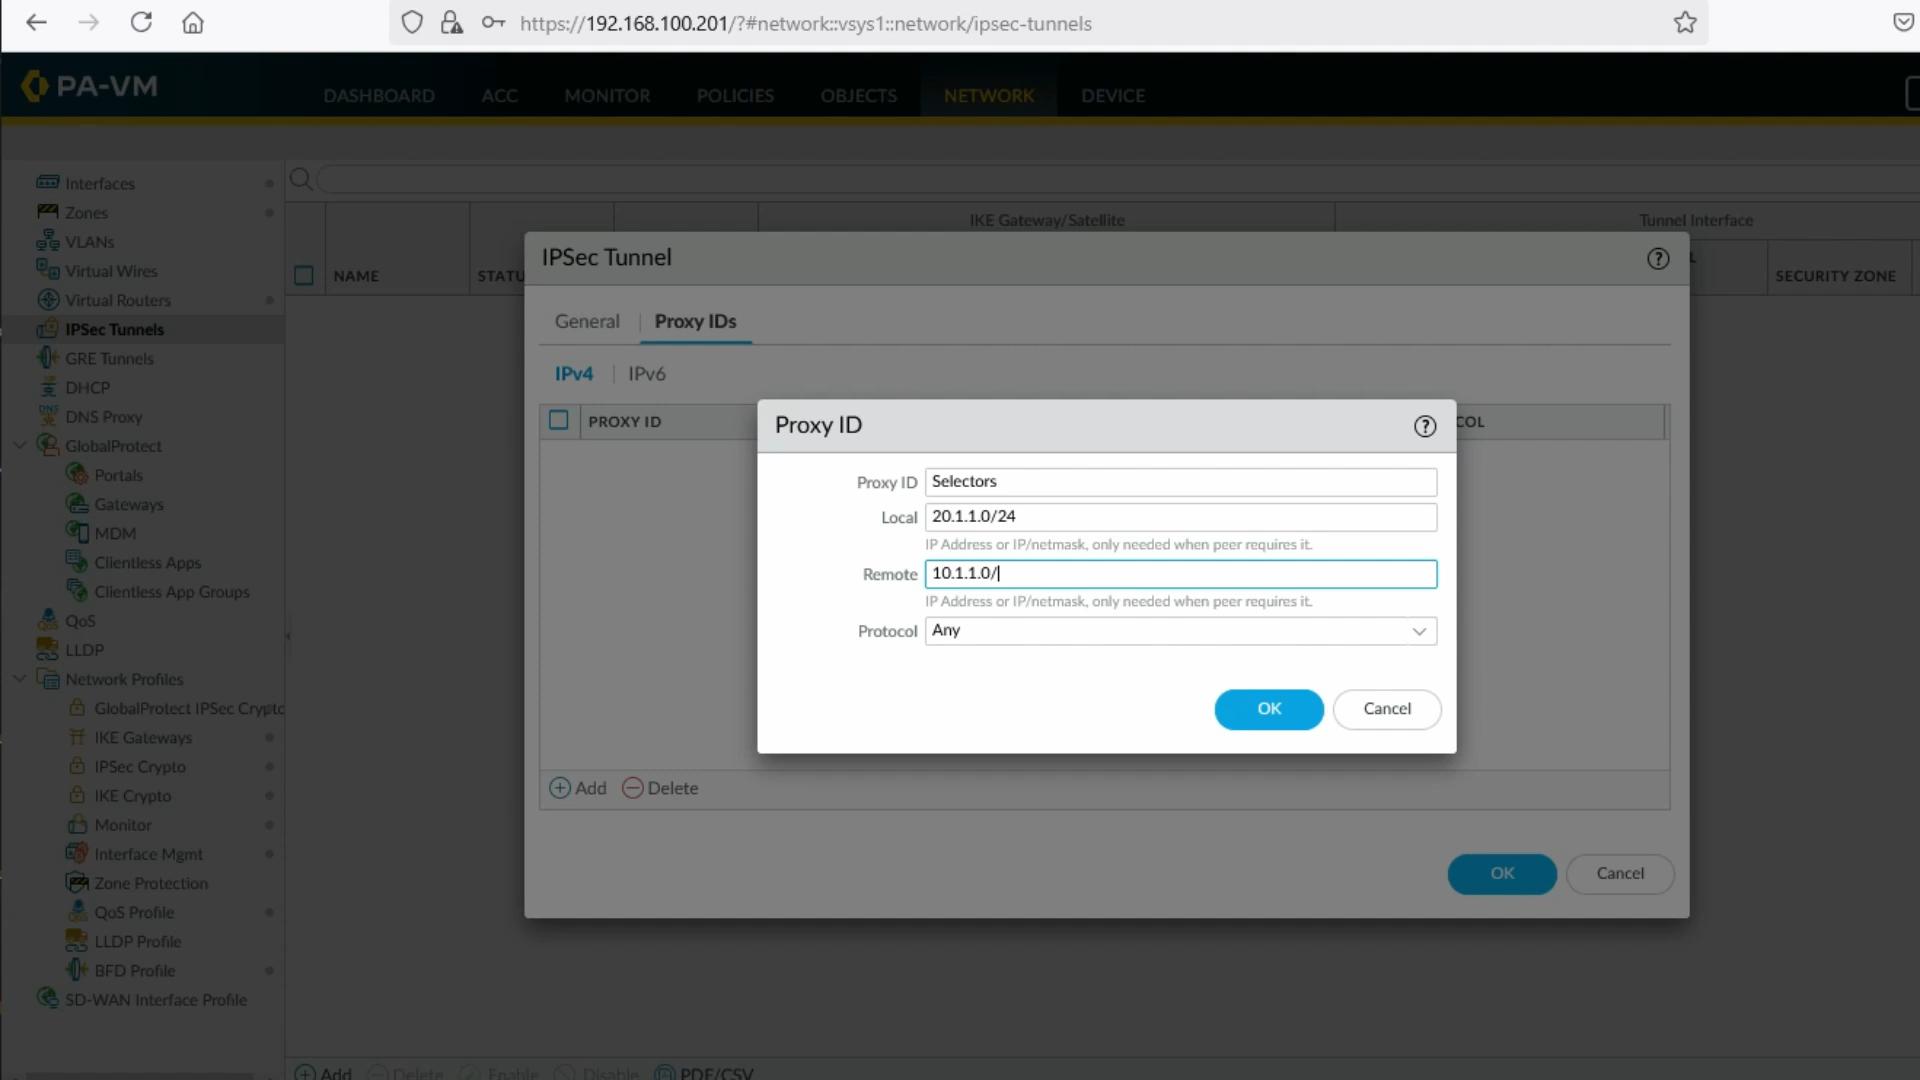 https://192.168.100.201/?#network::vsys1::network/ipsec-tunnels
PA-VM
DASHBOARD
ACC
MONITOR
POLICIES
OBJECTS
NETWORK
DEVICE
Interfaces
Zones
VLANs
Virtual Wires
Virtual Routers
IPSec Tunnels
GRE Tunnels
DHCP
DNS Proxy
GlobalProtect
Portals
Gateways
MDM
Clientless Apps
Clientless App Groups
QoS
LLDP
Network Profiles
GlobalProtect IPSec Crypto
IKE Gateways
IPSec Crypto
IKE Crypto
Monitor
Interface Mgmt
Zone Protection
QoS Profile
LLDP Profile
BFD Profile
SD-WAN Interface Profile
IKE Gateway/Satellite
Tunnel Interface
NAME
STATU
SECURITY ZONE
IPSec Tunnel
General
Proxy IDs
IPv4
IPv6
PROXY ID
COL
Proxy ID
Proxy ID Selectors
Local 20.1.1.0/24
IP Address or IP/netmask, only needed when peer requires it.
Remote 10.1.1.0/
IP Address or IP/netmask, only needed when peer requires it.
Protocol Any
OK
Cancel
Add
Delete
OK
Cancel
Add
Delete
Enable
Disable
PDF/CSV